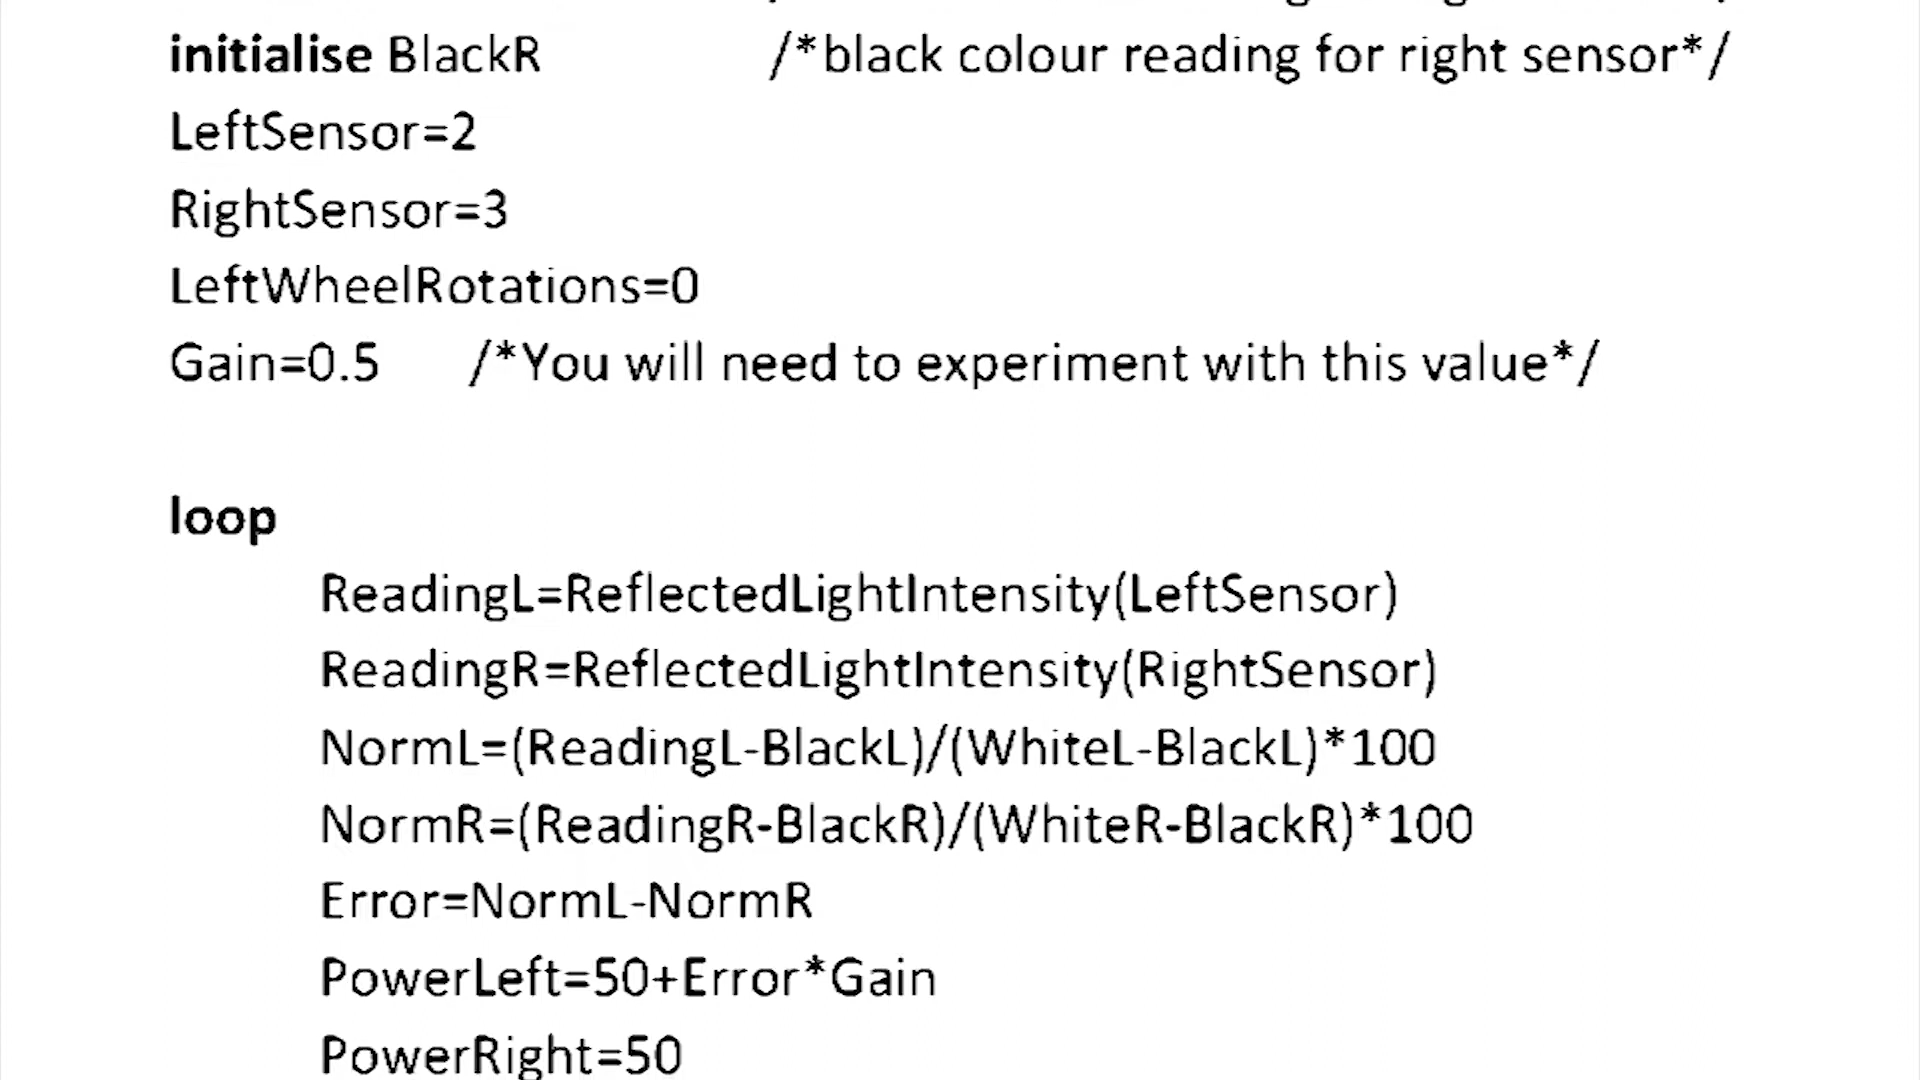 initialise BlackR /*black colour reading for right sensor*/
LeftSensor=2
RightSensor=3
LeftWheelRotations=0
Gain=0.5 /*You will need to experiment with this value*/
loop
ReadingL=ReflectedLightIntensity(LeftSensor)
ReadingR=ReflectedLightIntensity(RightSensor)
NormL=(ReadingL-BlackL)/(WhiteL-BlackL)*100
NormR=(ReadingR-BlackR)/(WhiteR-BlackR)*100
Error=NormL-NormR
PowerLeft=50+Error*Gain
PowerRight=50